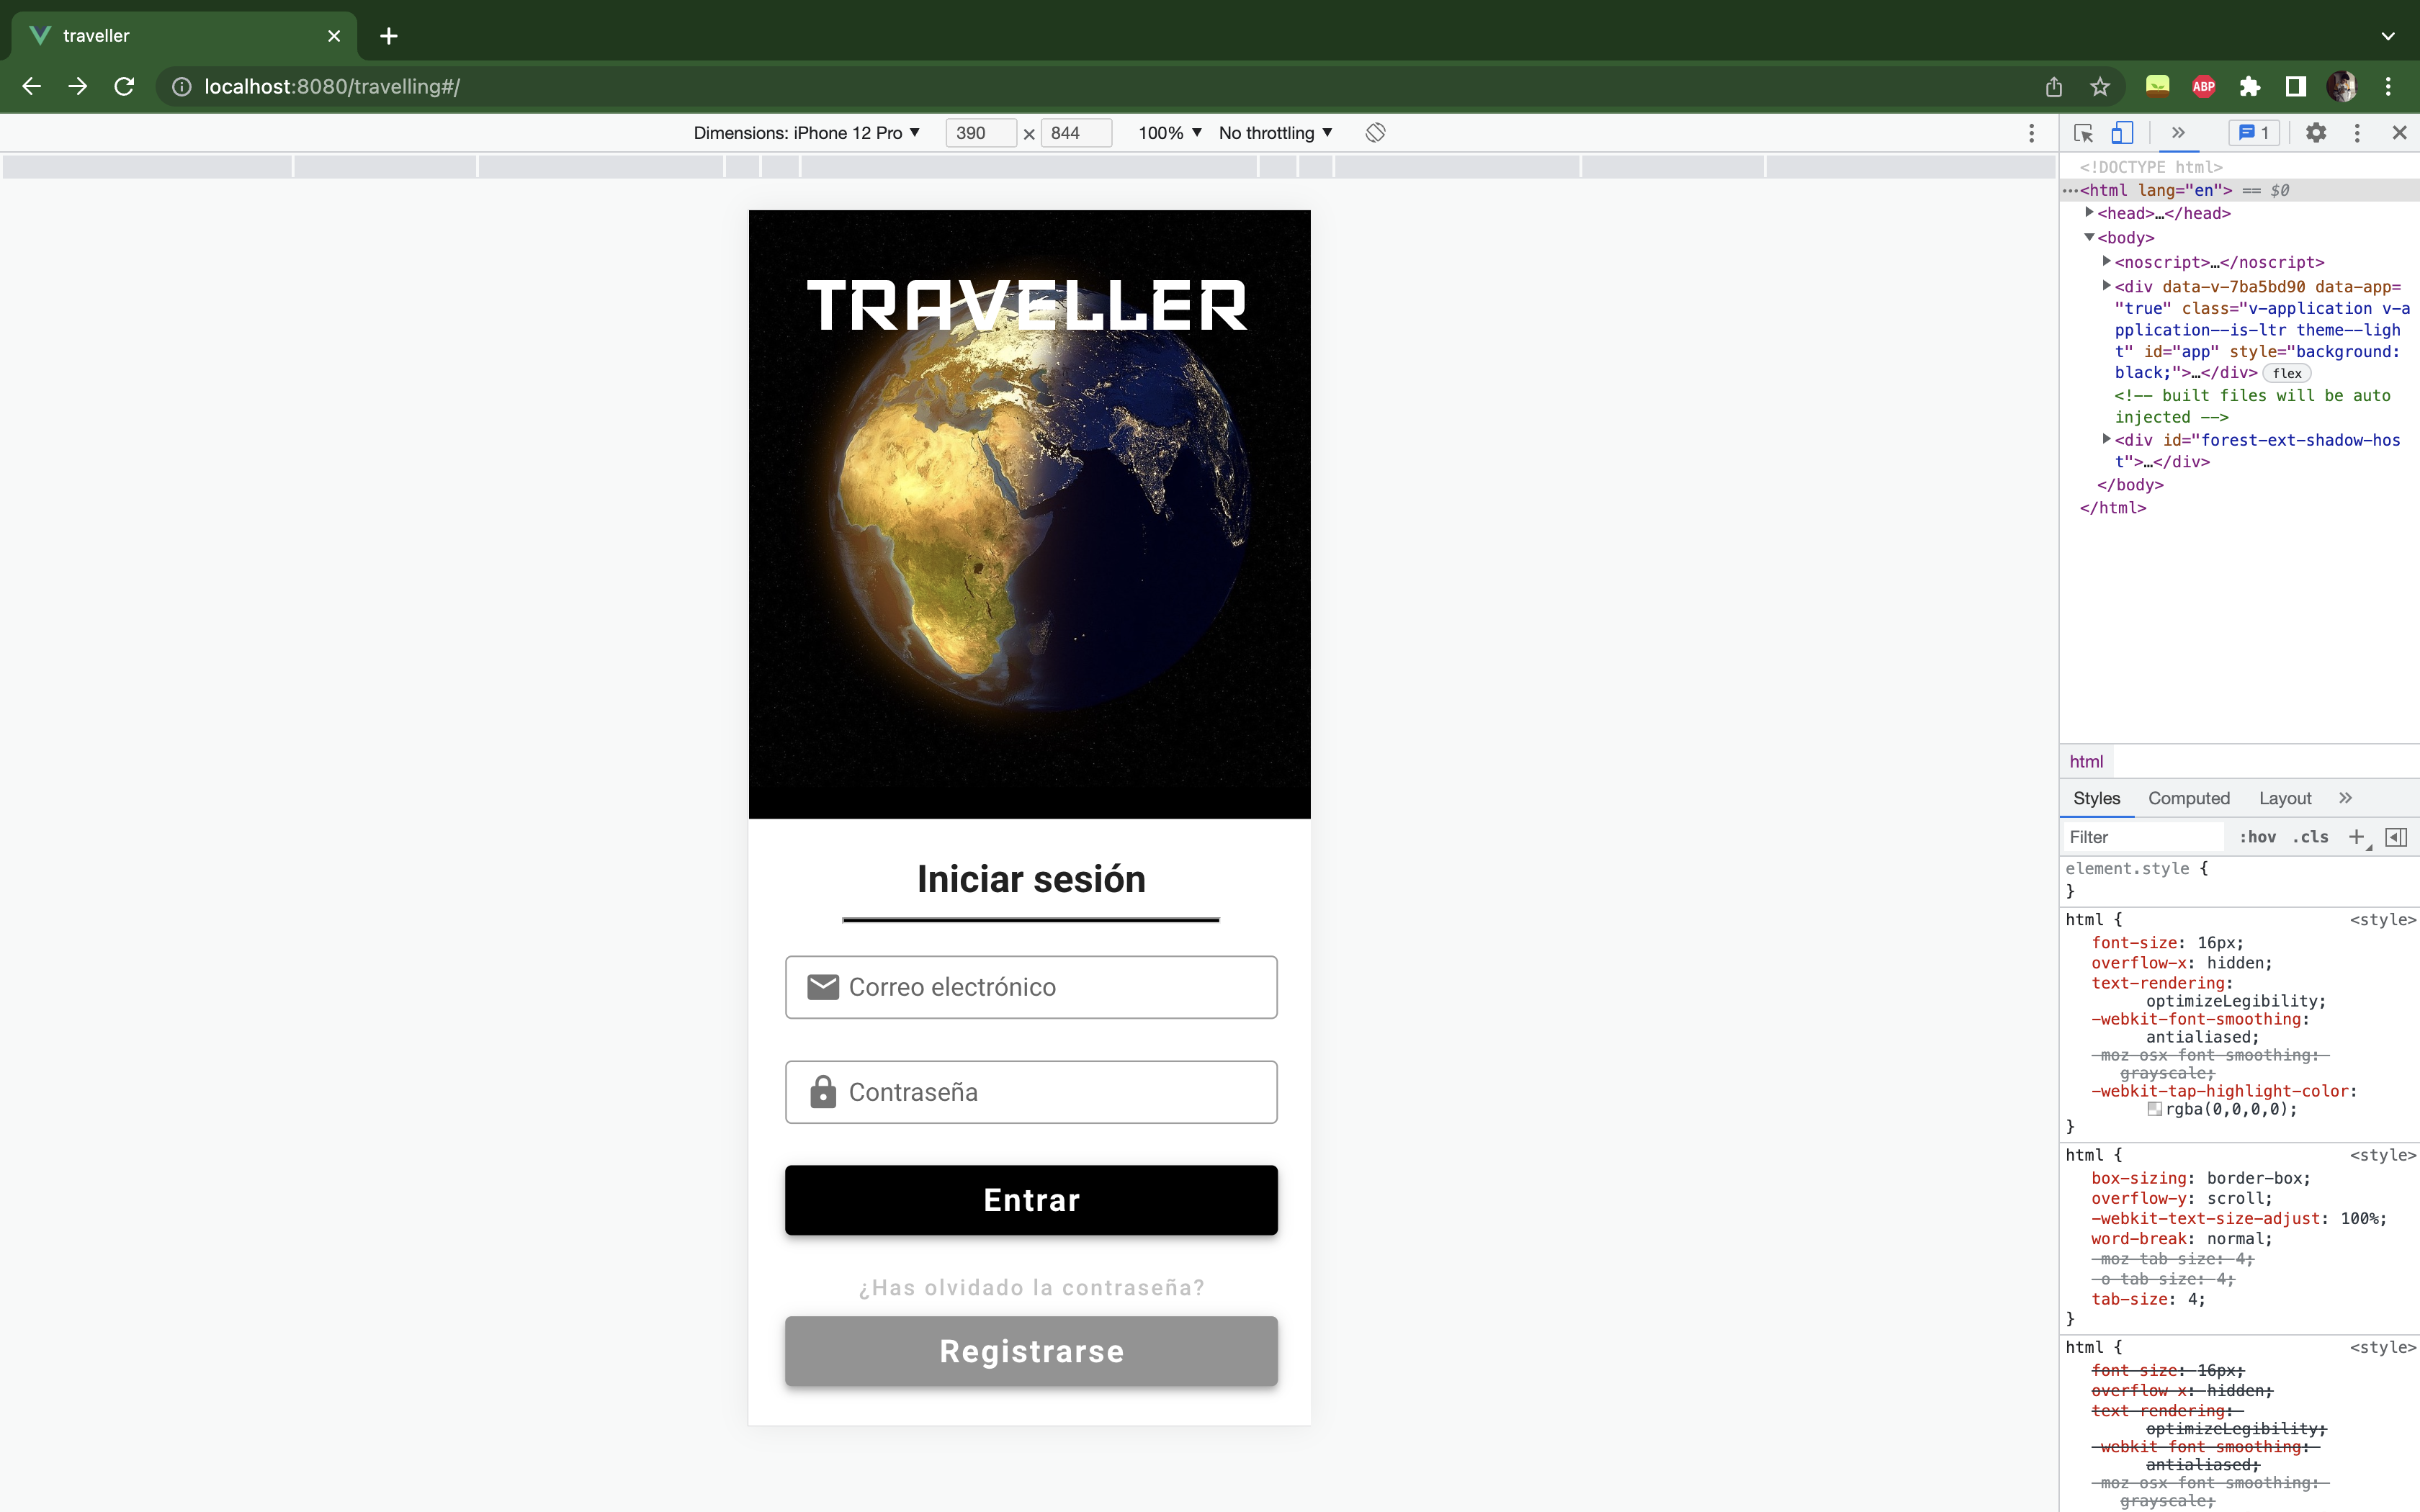 traveller
localhost:8080/travelling#/
ABP
Dimensions: iPhone 12 Pro ▼ 390 × 844 100% ▼ No throttling ▼
1
TRAVELLER
Iniciar sesión
Correo electrónico
Contraseña
Entrar
¿Has olvidado la contraseña?
Registrarse
<!DOCTYPE html>
···<html lang="en"> == $0
<head>…</head>
<body>
<noscript>…</noscript>
<div data-v-7ba5bd90 data-app=
"true" class="v-application v-a
pplication--is-ltr theme--ligh
t" id="app" style="background:
black;">…</div> flex
<!-- built files will be auto
injected -->
<div id="forest-ext-shadow-hos
t">…</div>
</body>
</html>
html
Styles Computed Layout
Filter :hov .cls
element.style {
}
html { <style>
font-size: 16px;
overflow-x: hidden;
text-rendering:
optimizeLegibility;
-webkit-font-smoothing:
antialiased;
-moz-osx-font-smoothing:
grayscale;
-webkit-tap-highlight-color:
rgba(0,0,0,0);
}
html { <style>
box-sizing: border-box;
overflow-y: scroll;
-webkit-text-size-adjust: 100%;
word-break: normal;
-moz-tab-size: 4;
-o-tab-size: 4;
tab-size: 4;
}
html { <style>
font-size: 16px;
overflow-x: hidden;
text-rendering:
optimizeLegibility;
-webkit-font-smoothing:
antialiased;
-moz-osx-font-smoothing:
grayscale;